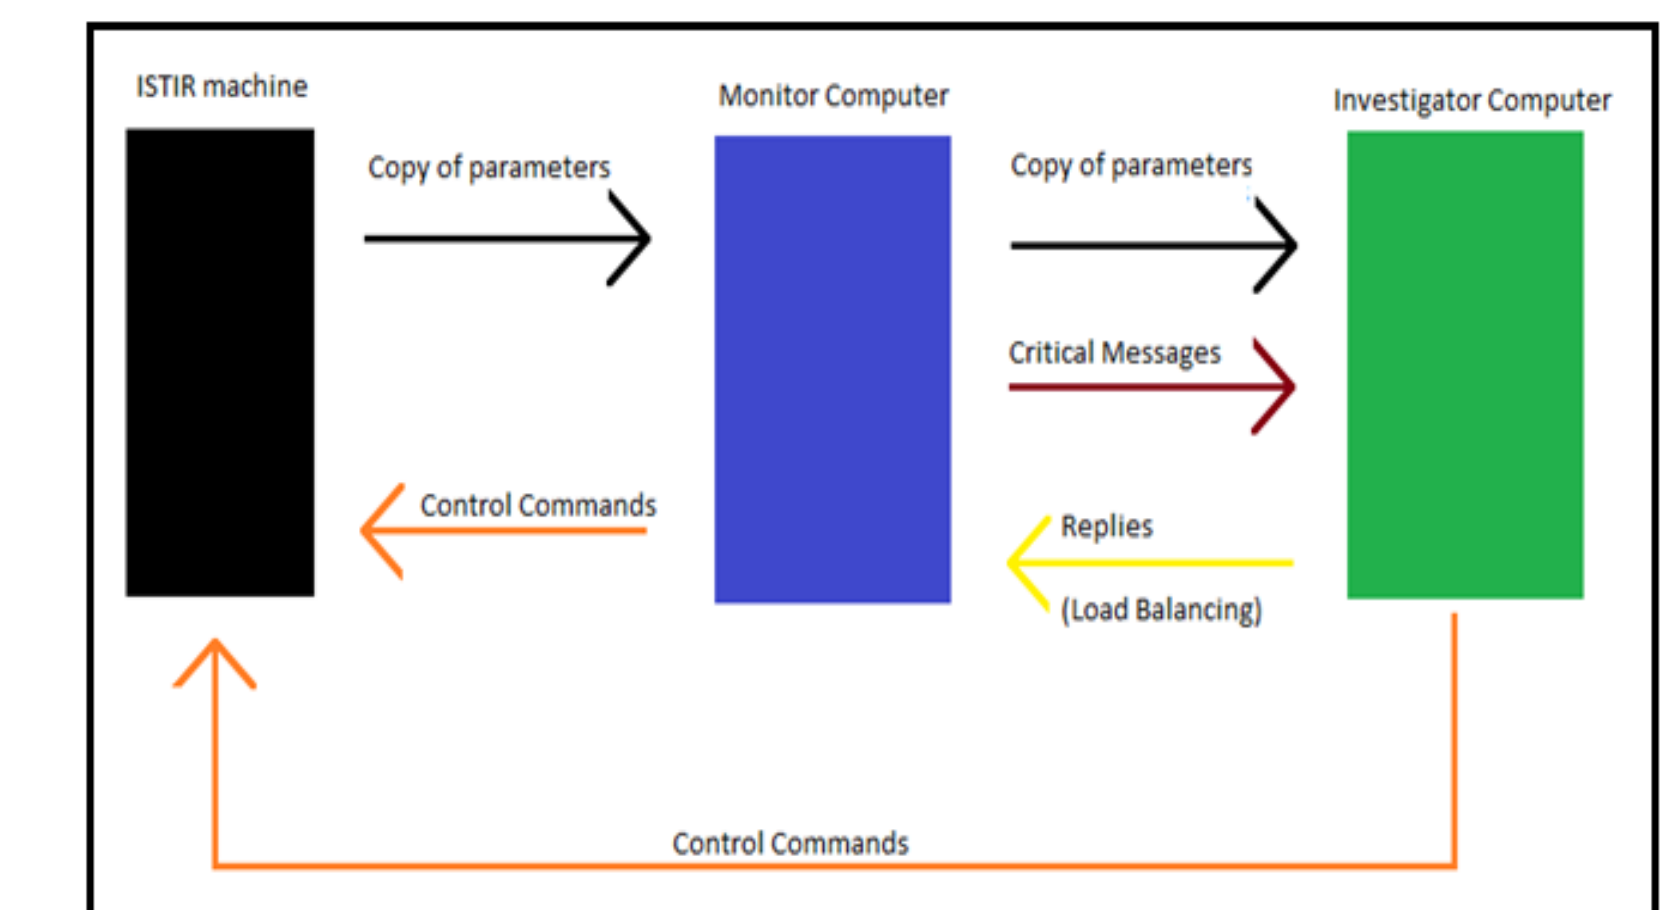 ISTIR machine
Monitor Computer
Investigator Computer
Copy of parameters
Copy of parameters
Critical Messages
Control Commands
Replies
(Load Balancing)
Control Commands